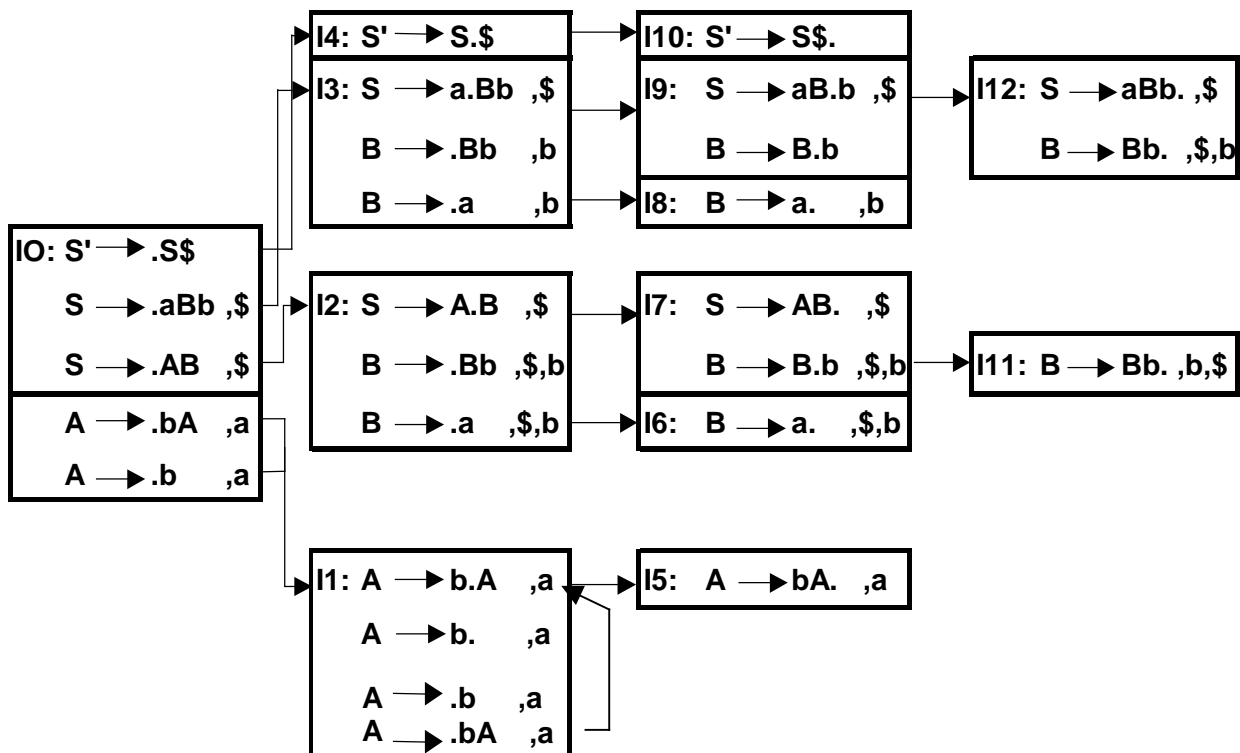 I4: S' → S.$
I3: S → a.Bb ,$
B → .Bb ,b
B → .a ,b
I10: S' → S$.
I9: S → aB.b ,$
B → B.b
I8: B → a. ,b
I12: S → aBb. ,$
B → Bb. ,$,b
IO: S' → .S$
S → .aBb ,$
S → .AB ,$
A → .bA ,a
A → .b ,a
I2: S → A.B ,$
B → .Bb ,$,b
B → .a ,$,b
I7: S → AB. ,$
B → B.b ,$,b
I6: B → a. ,$,b
I11: B → Bb. ,b,$
I1: A → b.A ,a
A → b. ,a
A → .b ,a
A → .bA ,a
I5: A → bA. ,a